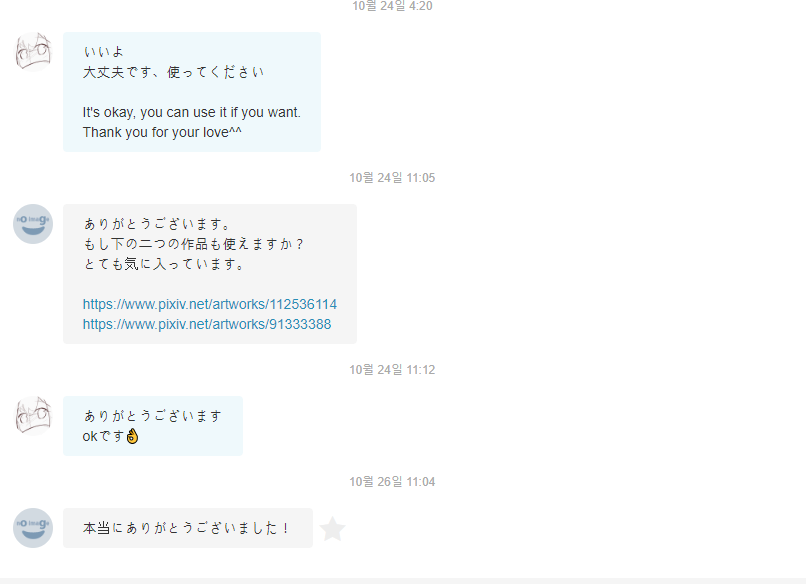 10월 24일 4:20
いいよ
大丈夫です、使ってください
It's okay, you can use it if you want.
Thank you for your love^^
10월 24일 11:05
ありがとうございます。
もし下の二つの作品も使えますか？
とても気に入っています。
https://www.pixiv.net/artworks/112536114
https://www.pixiv.net/artworks/91333388
10월 24일 11:12
ありがとうございます
okです👌
10월 26일 11:04
本当にありがとうございました！